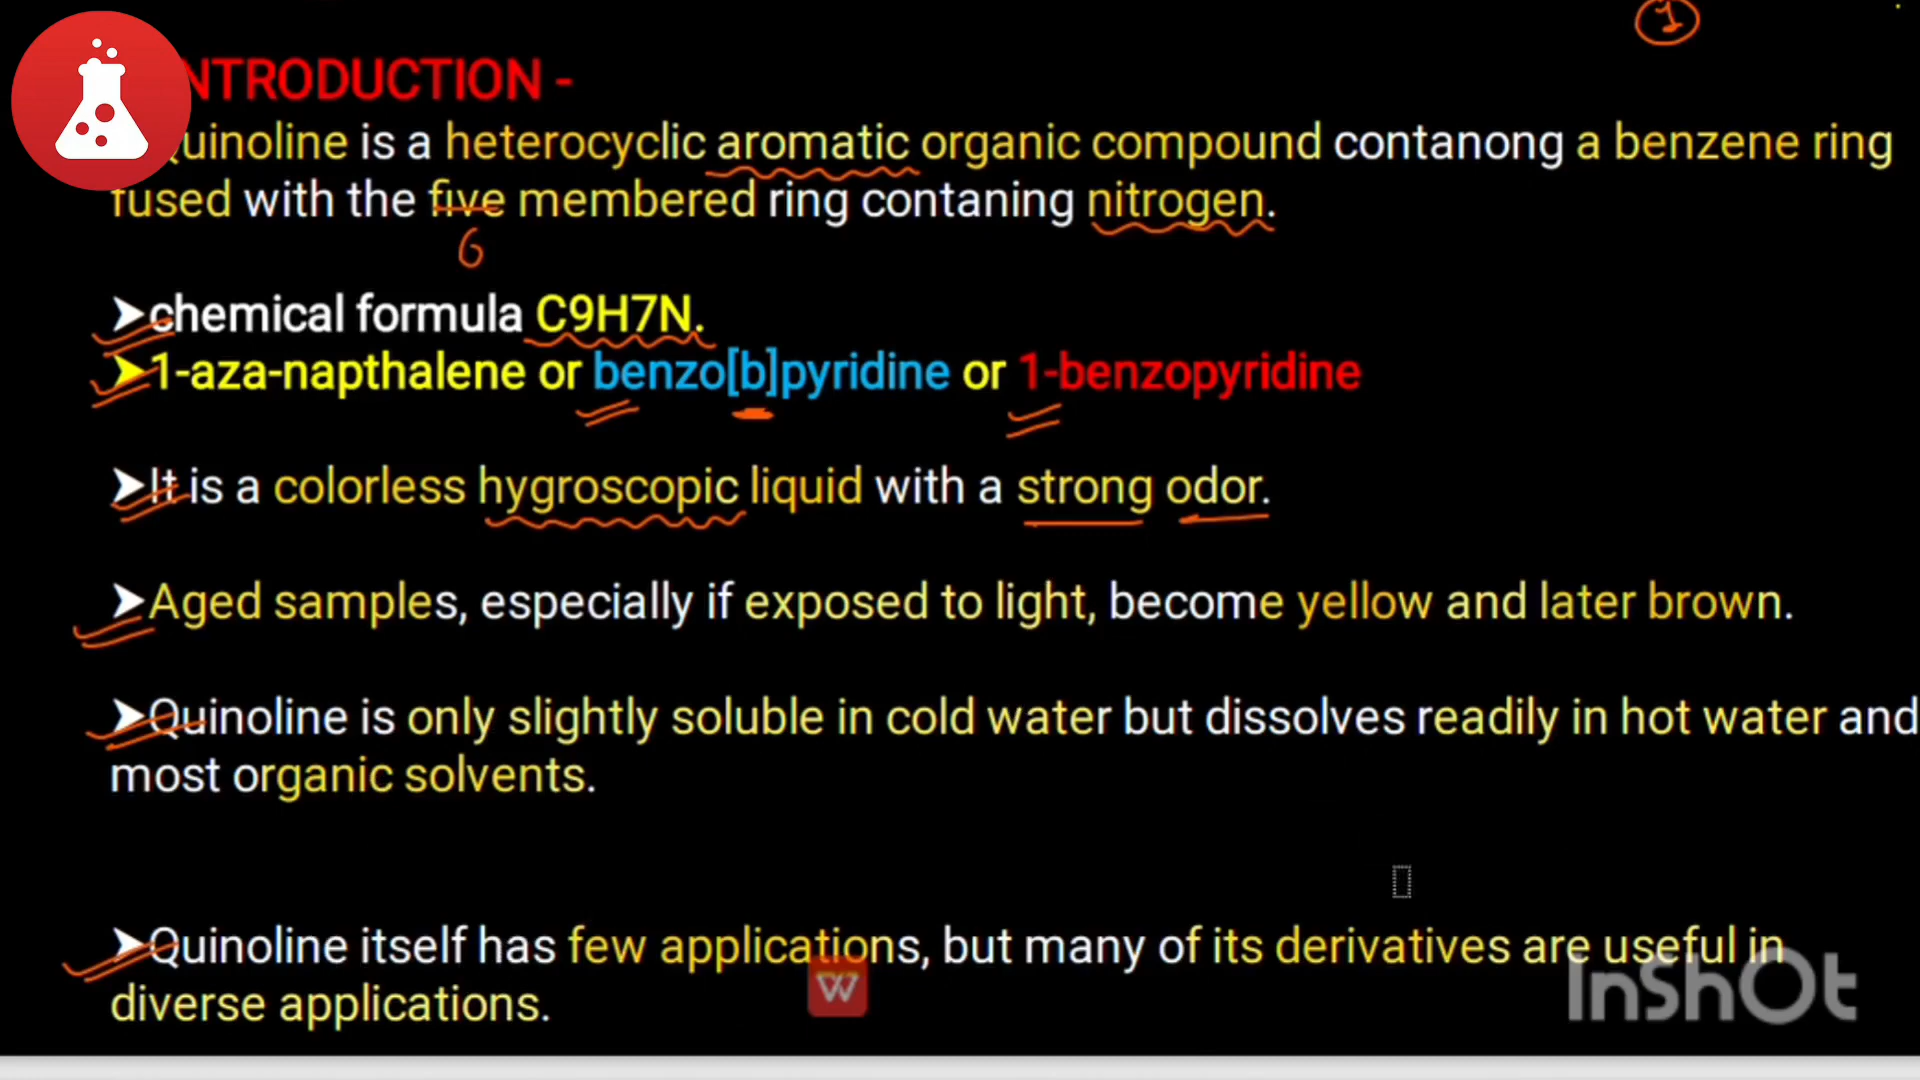 1
INTRODUCTION -
Quinoline is a heterocyclic aromatic organic compound contanong a benzene ring
fused with the five membered ring contaning nitrogen.
6
➤chemical formula C9H7N.
➤1-aza-napthalene or benzo[b]pyridine or 1-benzopyridine
➤It is a colorless hygroscopic liquid with a strong odor.
➤Aged samples, especially if exposed to light, become yellow and later brown.
➤Quinoline is only slightly soluble in cold water but dissolves readily in hot water and
most organic solvents.
➤Quinoline itself has few applications, but many of its derivatives are useful in
diverse applications.
W
InShOt